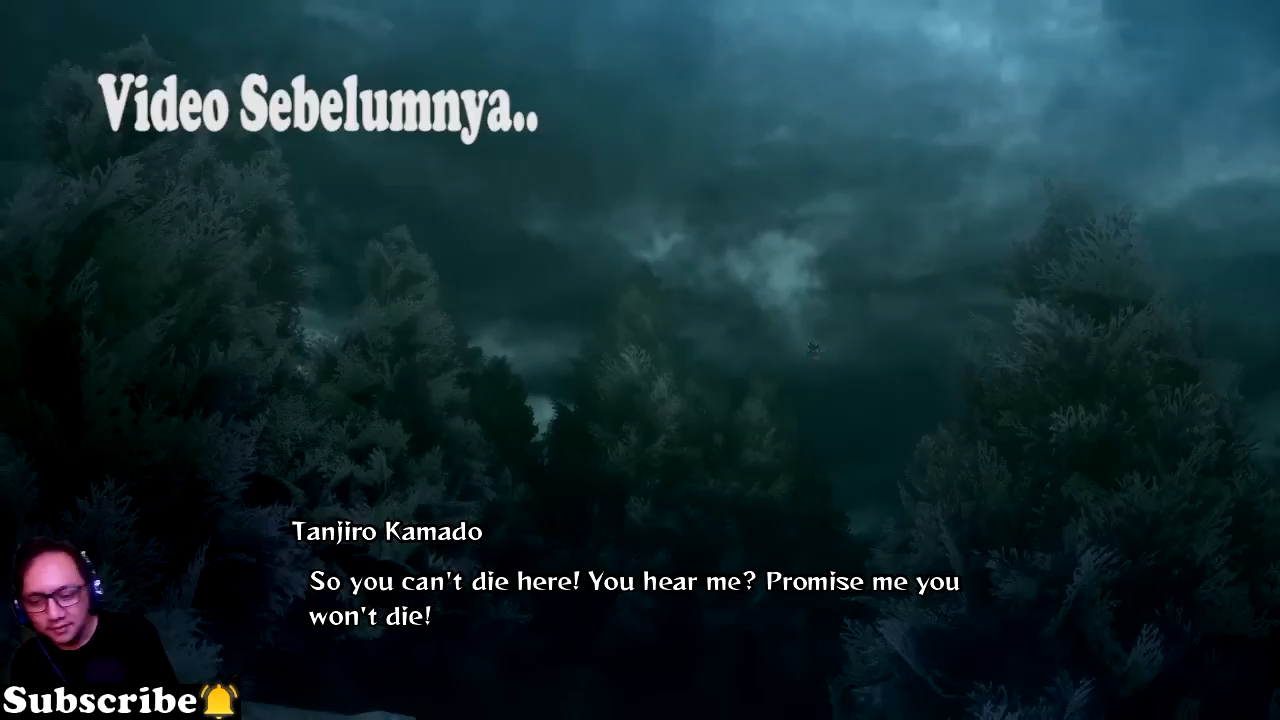 Video Sebelumnya..
Tanjiro Kamado
So you can't die here! You hear me? Promise me you
won't die!
Subscribe